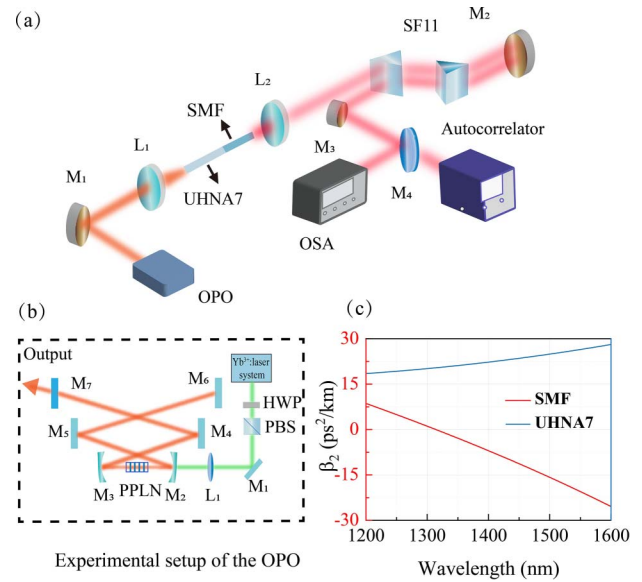 (a)
SF11
M₂
L₂
SMF
L₁
M₁
UHNA7
M₃
Autocorrelator
M₄
OSA
OPO
(b)
Output
M₇
M₆
Yb³⁺:laser
system
HWP
PBS
M₅
M₄
M₃
PPLN
M₂
L₁
M₁
Experimental setup of the OPO
(c)
30
15
0
-15
-30
β₂ (ps²/km)
SMF
UHNA7
1200 1300 1400 1500 1600
Wavelength (nm)